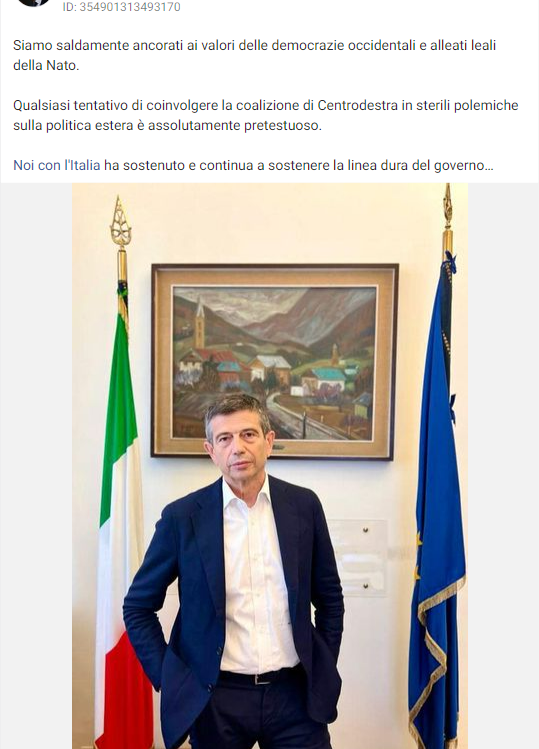 ID: 354901313493170
Siamo saldamente ancorati ai valori delle democrazie occidentali e alleati leali
della Nato.
Qualsiasi tentativo di coinvolgere la coalizione di Centrodestra in sterili polemiche
sulla politica estera è assolutamente pretestuoso.
Noi con l'Italia ha sostenuto e continua a sostenere la linea dura del governo…